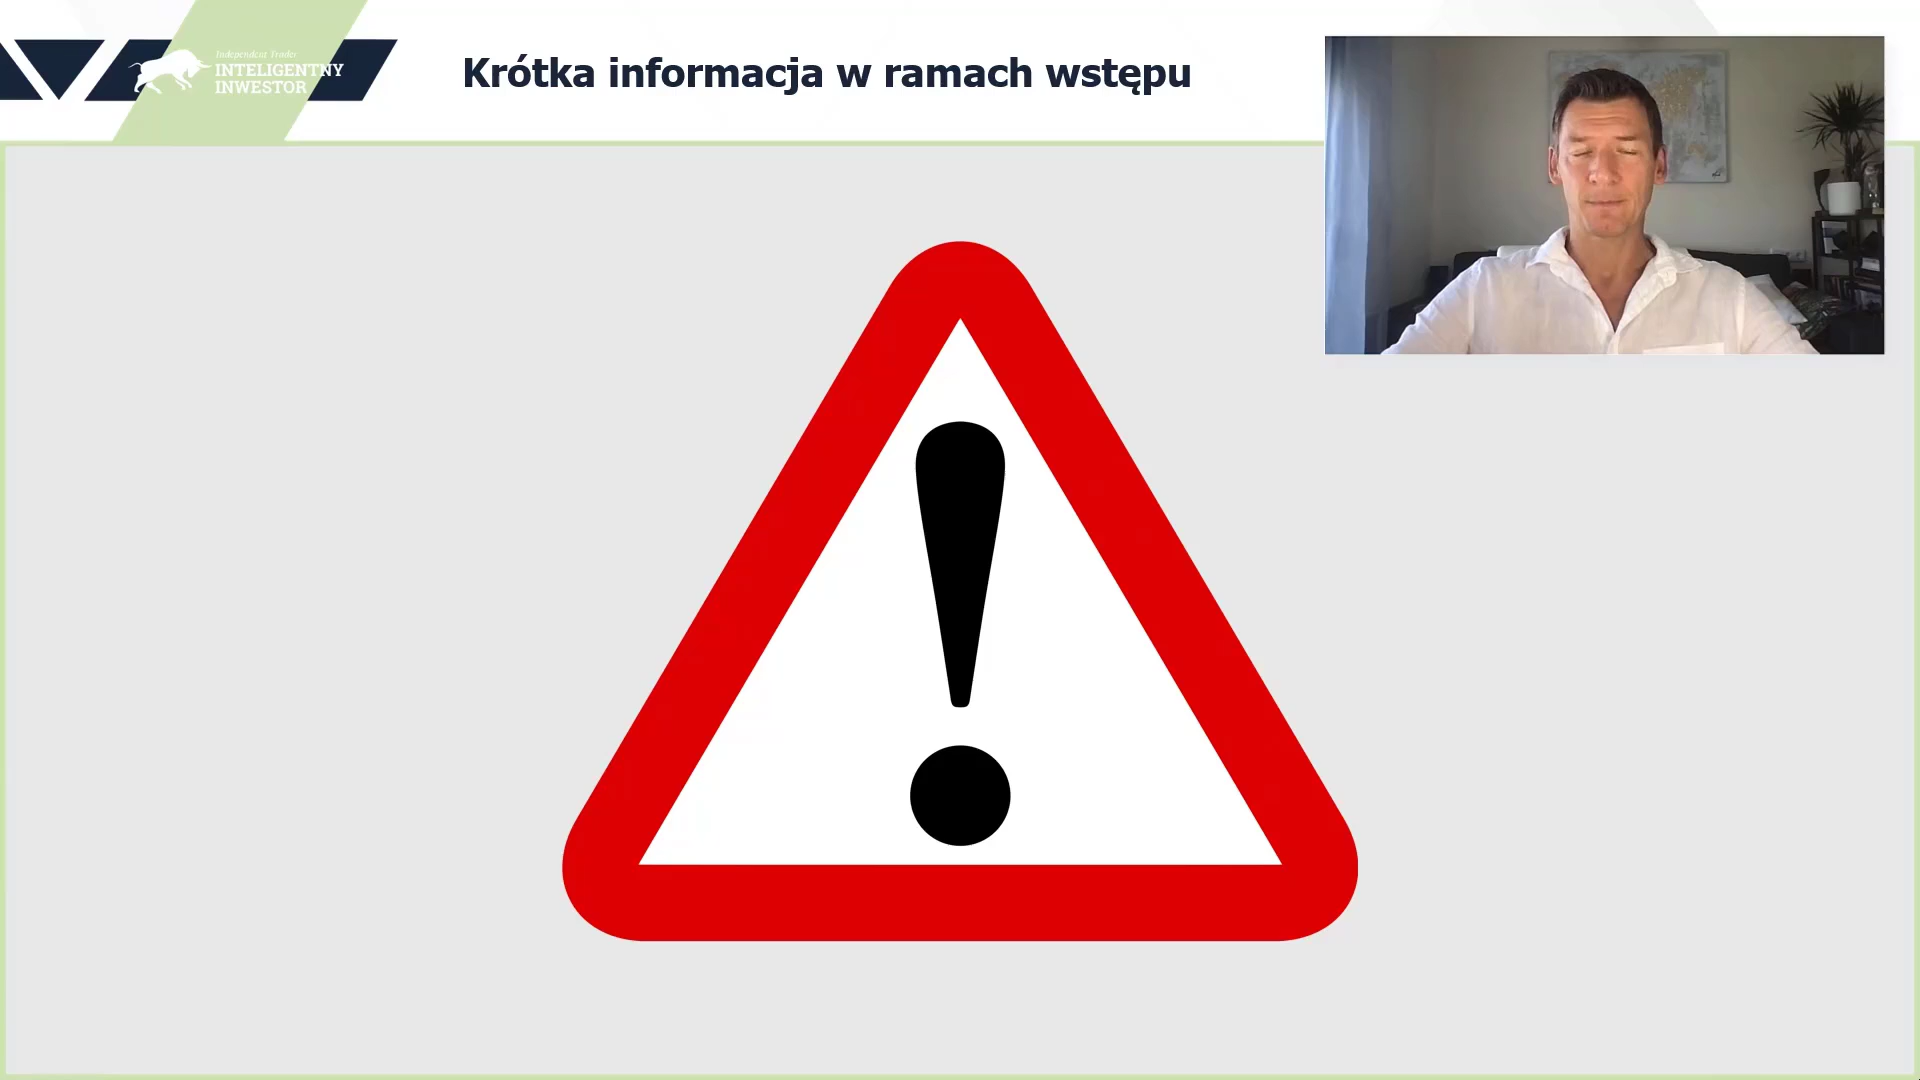 Independent Trader
INTELIGENTNY
INWESTOR
Krótka informacja w ramach wstępu